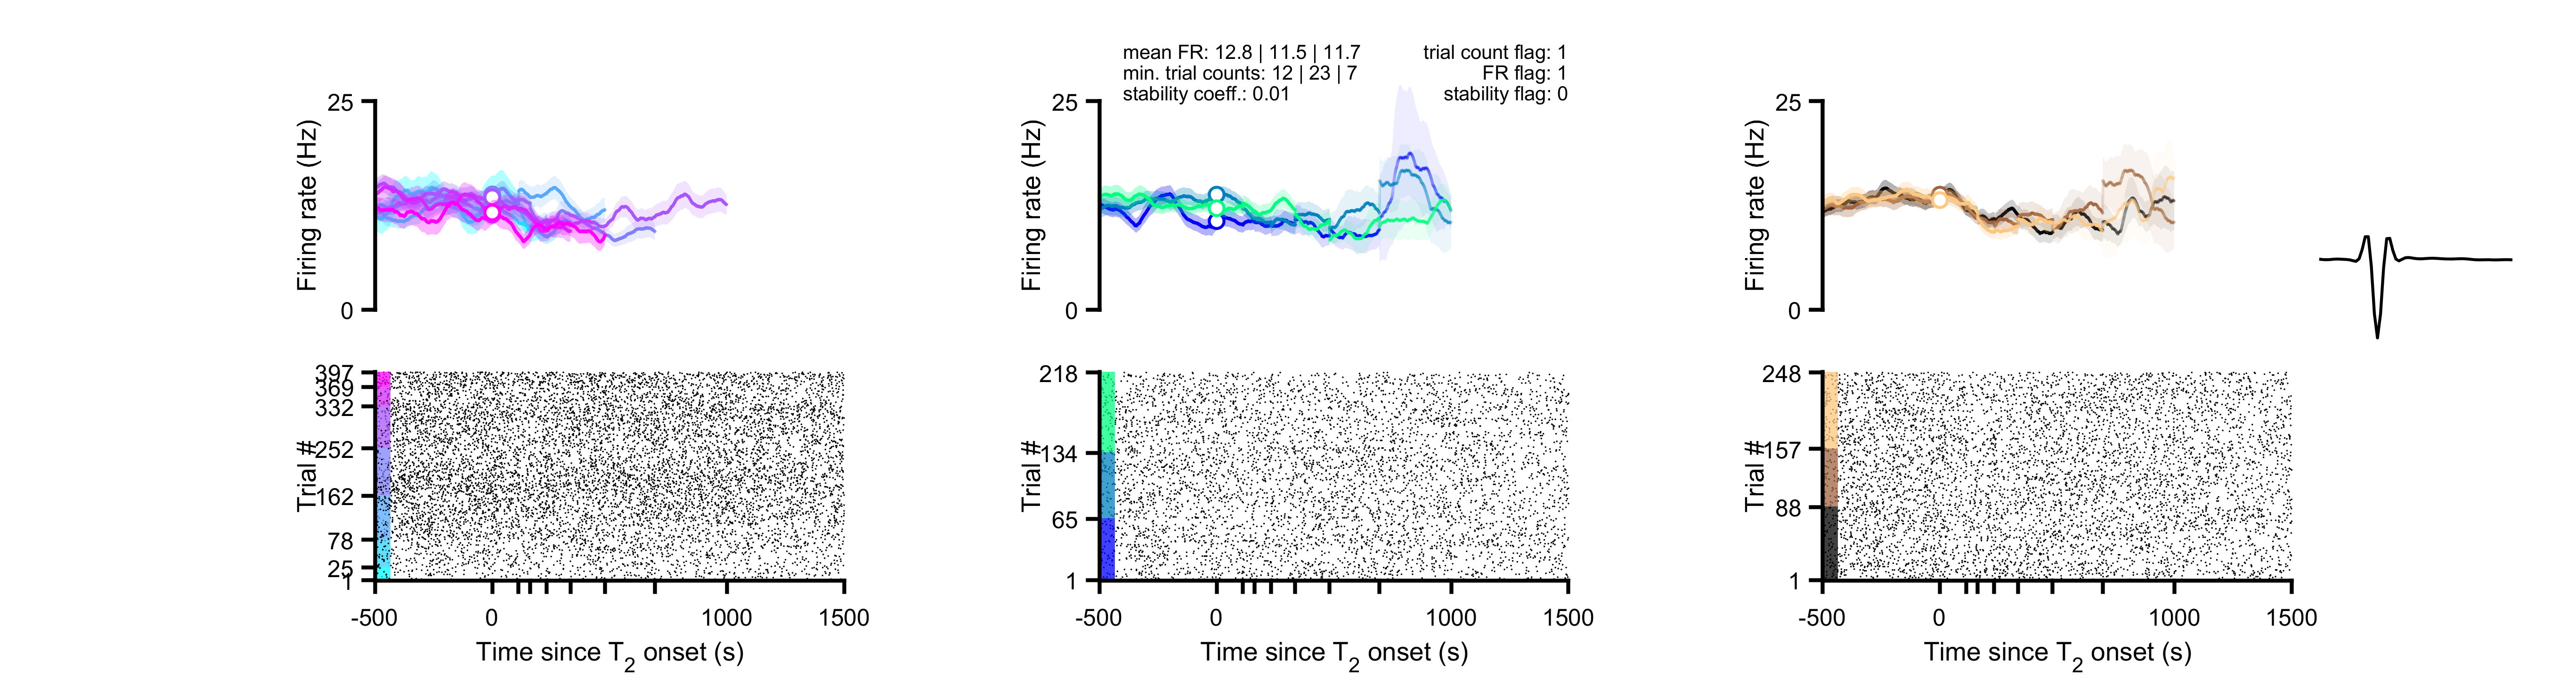 mean FR: 12.8 | 11.5 | 11.7
min. trial counts: 12 | 23 | 7
stability coeff.: 0.01
trial count flag: 1
FR flag: 1
stability flag: 0
25
Firing rate (Hz)
0
25
Firing rate (Hz)
0
25
Firing rate (Hz)
0
397
369
332
252
162
78
25
1
Trial #
-500
0
1000
1500
Time since T2 onset (s)
218
134
65
1
Trial #
-500
0
1000
1500
Time since T2 onset (s)
248
157
88
1
Trial #
-500
0
1000
1500
Time since T2 onset (s)